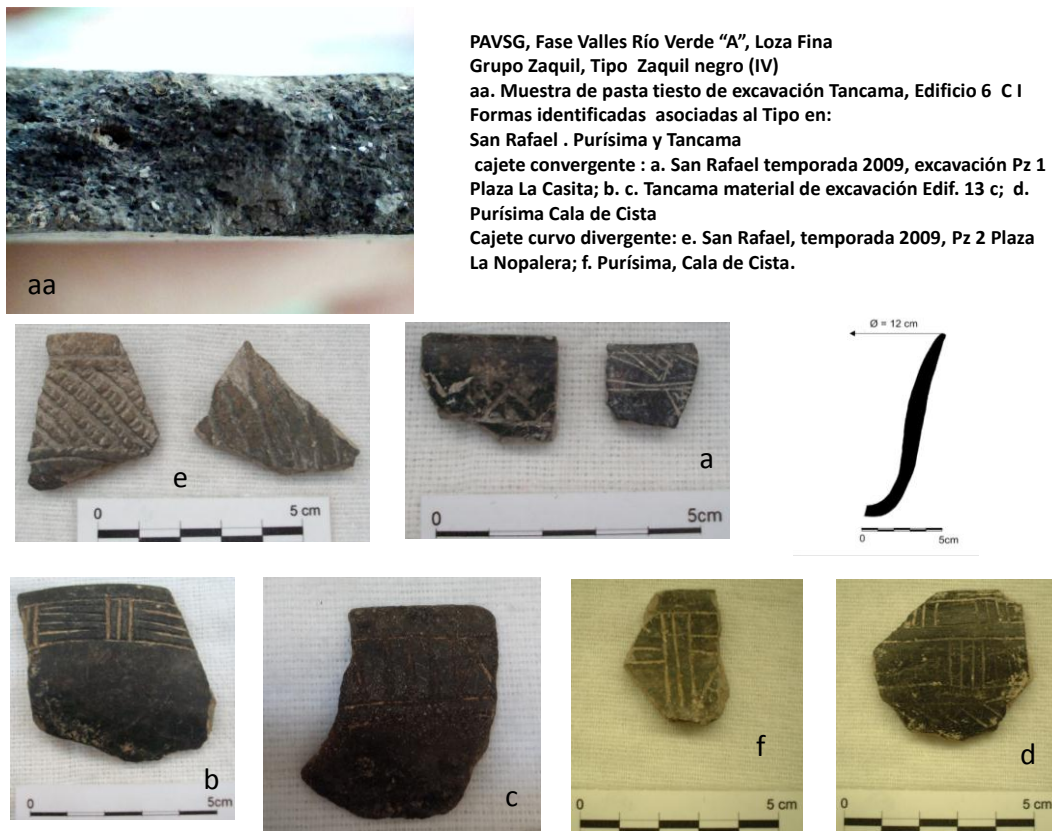 PAVSG, Fase Valles Río Verde “A”, Loza Fina
Grupo Zaquil, Tipo Zaquil negro (IV)
aa. Muestra de pasta tiesto de excavación Tancama, Edificio 6 C I
Formas identificadas asociadas al Tipo en:
San Rafael . Purísima y Tancama
cajete convergente : a. San Rafael temporada 2009, excavación Pz 1
Plaza La Casita; b. c. Tancama material de excavación Edif. 13 c; d.
Purísima Cala de Cista
Cajete curvo divergente: e. San Rafael, temporada 2009, Pz 2 Plaza
La Nopalera; f. Purísima, Cala de Cista.
aa
e
0 5 cm
a
0 5cm
Ø = 12 cm
0 5cm
b
0 5cm
c
f
0 5 cm
d
0 5 cm